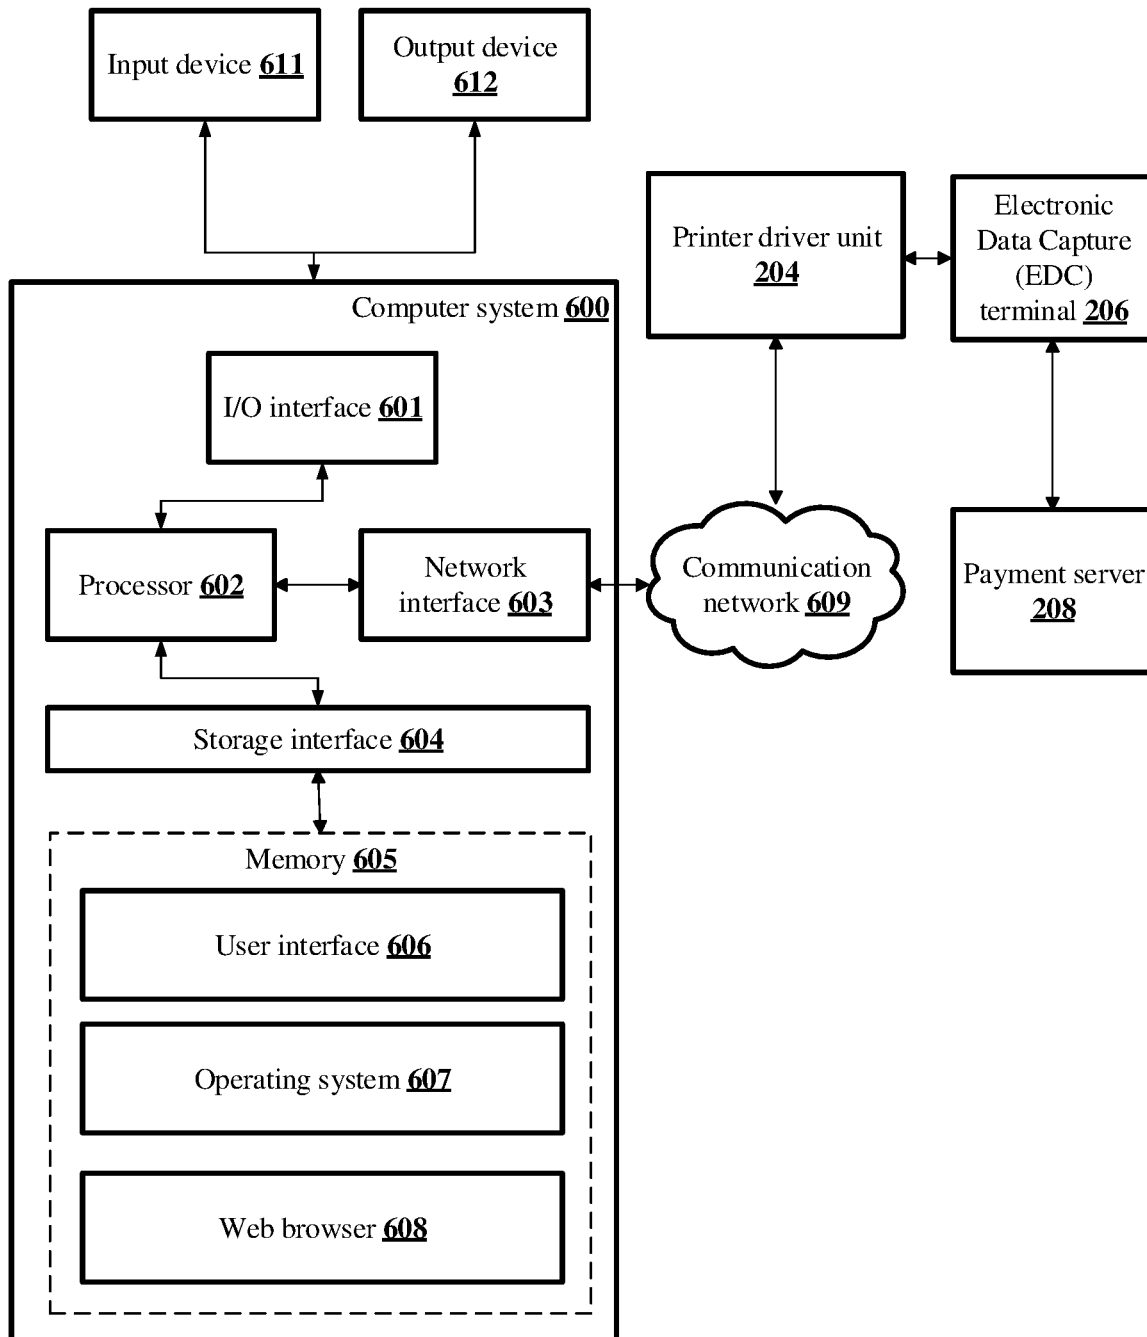 Input device 611
Output device
612
Printer driver unit
204
Electronic
Data Capture
(EDC)
terminal 206
Computer system 600
I/O interface 601
Processor 602
Network
interface 603
Communication
network 609
Payment server
208
Storage interface 604
Memory 605
User interface 606
Operating system 607
Web browser 608